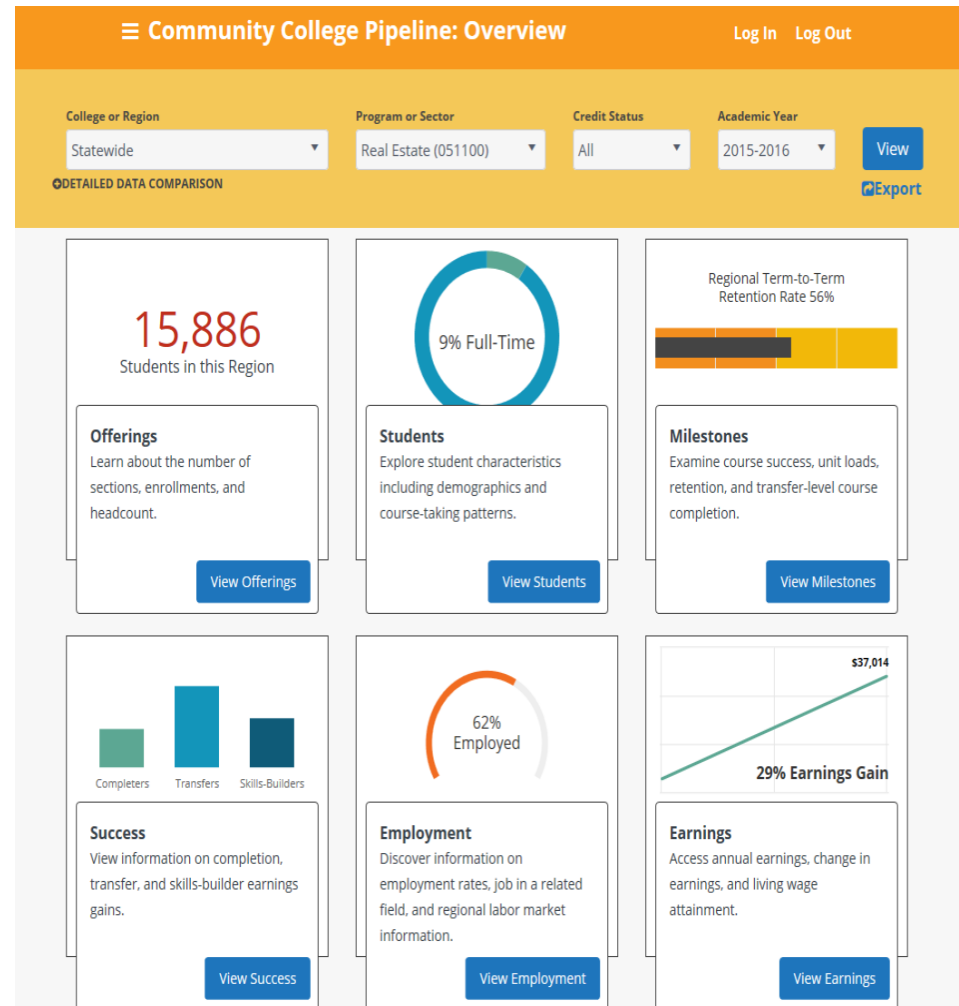 ☰ Community College Pipeline: Overview
Log In Log Out
College or Region
Program or Sector
Credit Status
Academic Year
Statewide
Real Estate (051100)
All
2015-2016
View
DETAILED DATA COMPARISON
Export
15,886
Students in this Region
Offerings
Learn about the number of
sections, enrollments, and
headcount.
View Offerings
9% Full-Time
Students
Explore student characteristics
including demographics and
course-taking patterns.
View Students
Regional Term-to-Term
Retention Rate 56%
Milestones
Examine course success, unit loads,
retention, and transfer-level course
completion.
View Milestones
Completers Transfers Skills-Builders
Success
View information on completion,
transfer, and skills-builder earnings
gains.
View Success
62%
Employed
Employment
Discover information on
employment rates, job in a related
field, and regional labor market
information.
View Employment
$37,014
29% Earnings Gain
Earnings
Access annual earnings, change in
earnings, and living wage
attainment.
View Earnings